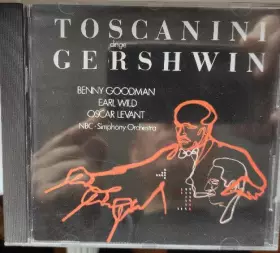 TOSCANINI
dirige
GERSHWIN
BENNY GOODMAN
EARL WILD
OSCAR LEVANT
NBC - Symphony Orchestra